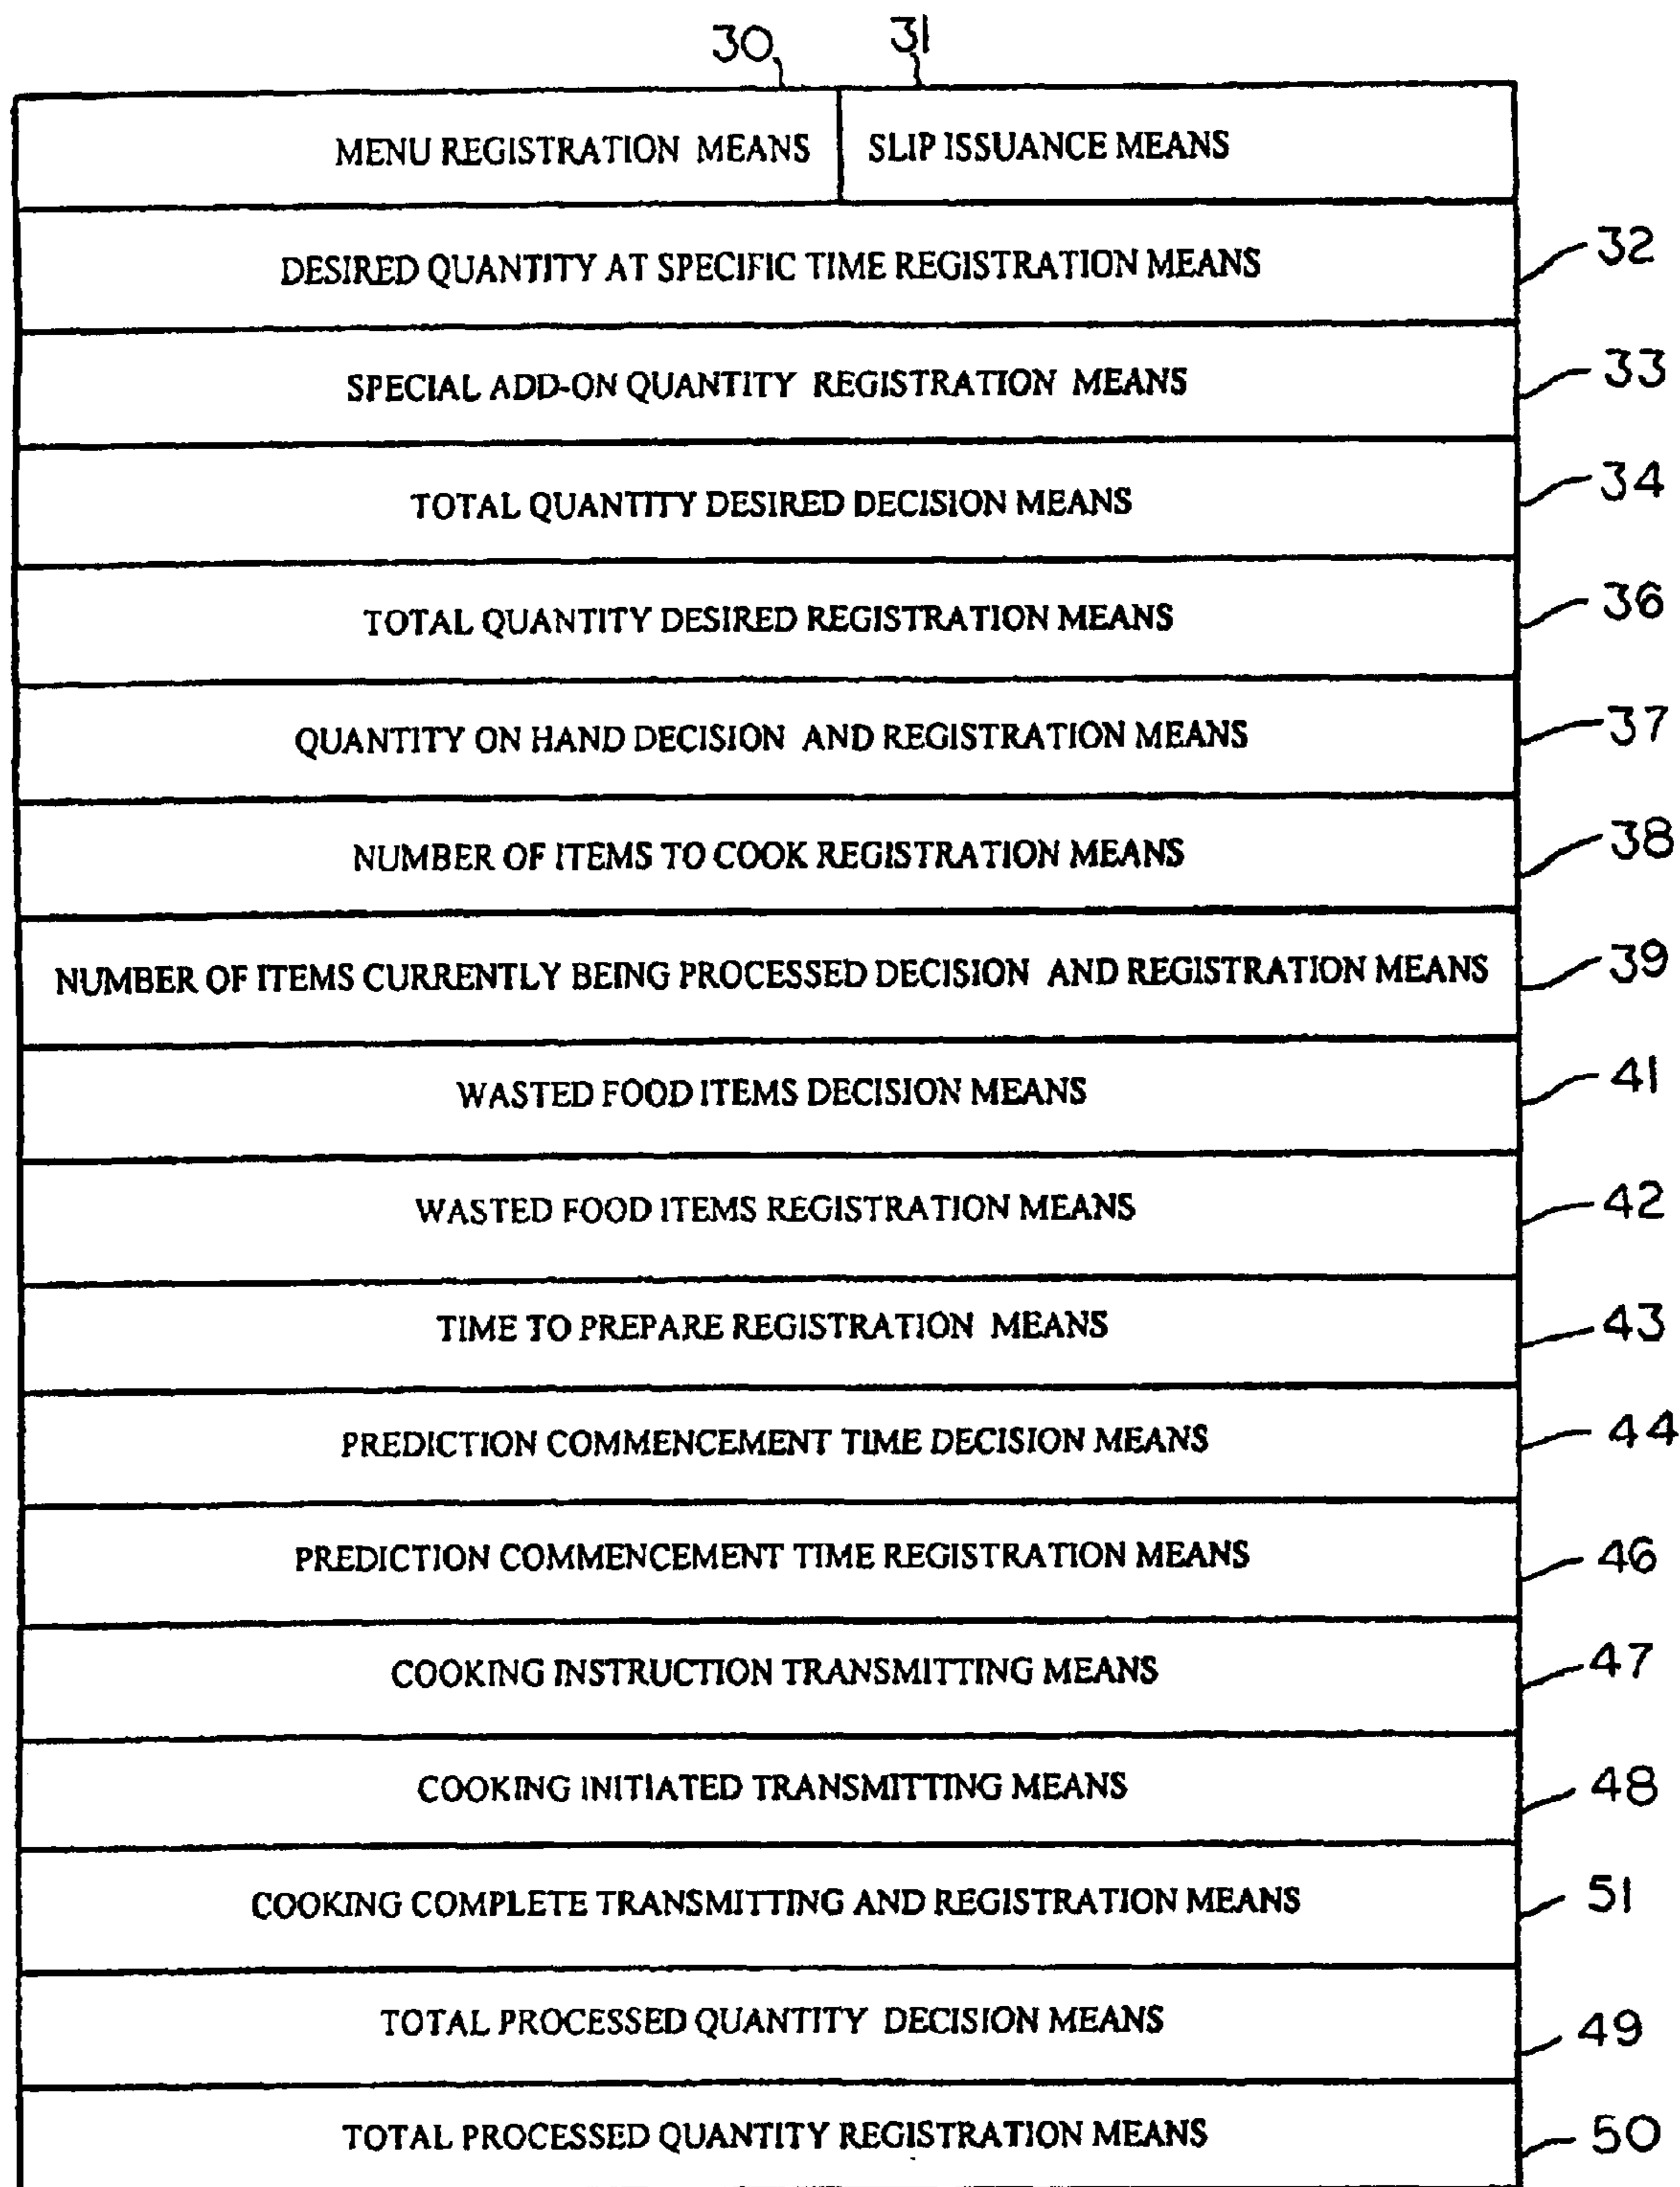 30 31
MENU REGISTRATION MEANS SLIP ISSUANCE MEANS
DESIRED QUANTITY AT SPECIFIC TIME REGISTRATION MEANS 32
SPECIAL ADD-ON QUANTITY REGISTRATION MEANS 33
TOTAL QUANTITY DESIRED DECISION MEANS 34
TOTAL QUANTITY DESIRED REGISTRATION MEANS 36
QUANTITY ON HAND DECISION AND REGISTRATION MEANS 37
NUMBER OF ITEMS TO COOK REGISTRATION MEANS 38
NUMBER OF ITEMS CURRENTLY BEING PROCESSED DECISION AND REGISTRATION MEANS 39
WASTED FOOD ITEMS DECISION MEANS 41
WASTED FOOD ITEMS REGISTRATION MEANS 42
TIME TO PREPARE REGISTRATION MEANS 43
PREDICTION COMMENCEMENT TIME DECISION MEANS 44
PREDICTION COMMENCEMENT TIME REGISTRATION MEANS 46
COOKING INSTRUCTION TRANSMITTING MEANS 47
COOKING INITIATED TRANSMITTING MEANS 48
COOKING COMPLETE TRANSMITTING AND REGISTRATION MEANS 51
TOTAL PROCESSED QUANTITY DECISION MEANS 49
TOTAL PROCESSED QUANTITY REGISTRATION MEANS 50